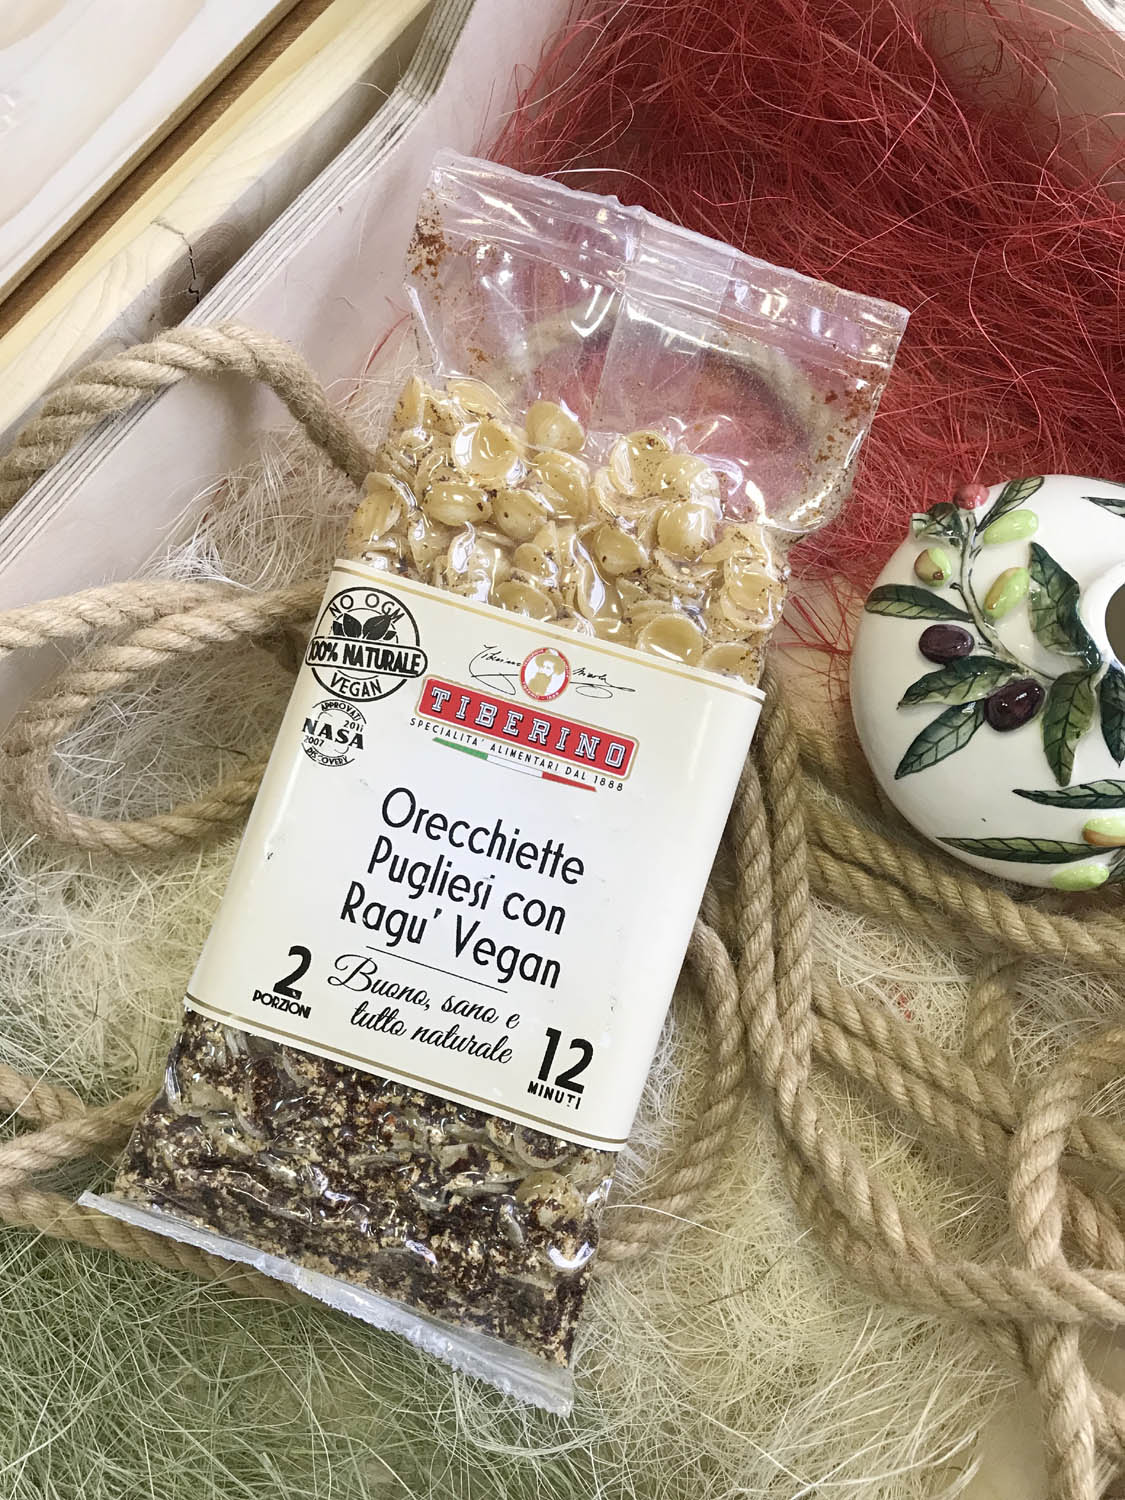 NO OGM
100% NATURALE
VEGAN
APPROVATI
NASA
2007
2011
DISCOVERY
TIBERINO
SPECIALITA' ALIMENTARI DAL 1888
Orecchiette
Pugliesi con
Ragu' Vegan
2
PORZIONI
Buono, sano e
tutto naturale
12
MINUTI